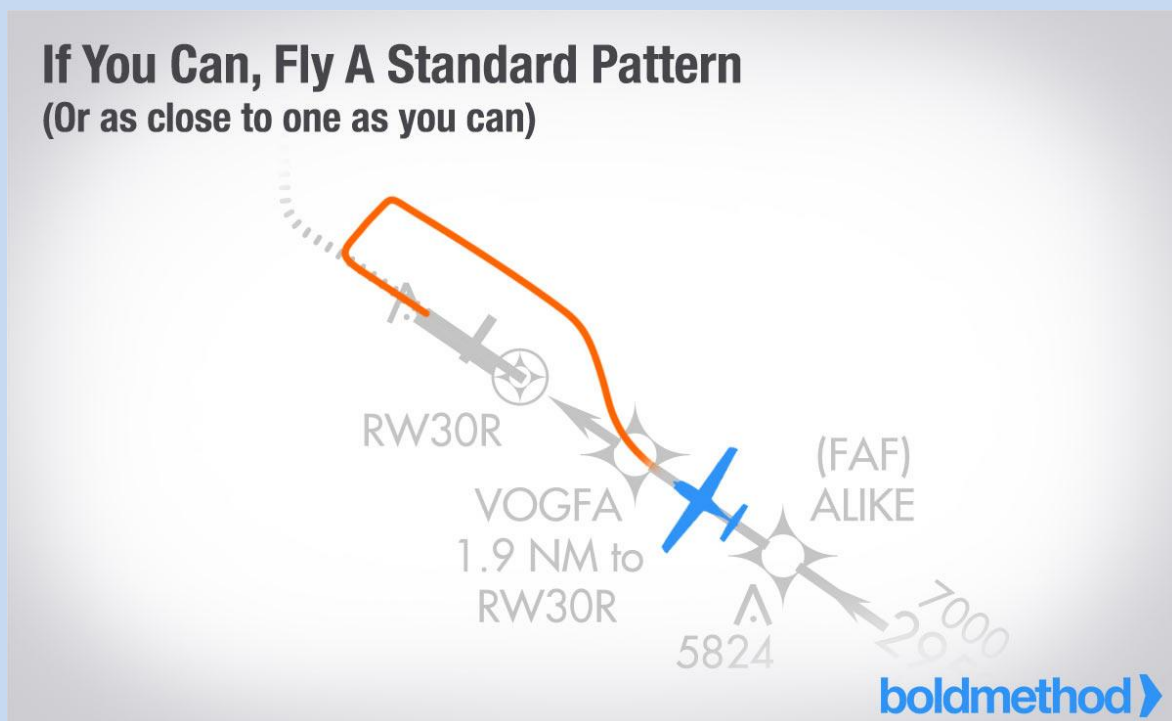 If You Can, Fly A Standard Pattern
(Or as close to one as you can)
RW30R
VOGFA
1.9 NM to
RW30R
(FAF)
ALIKE
5824
7000
boldmethod